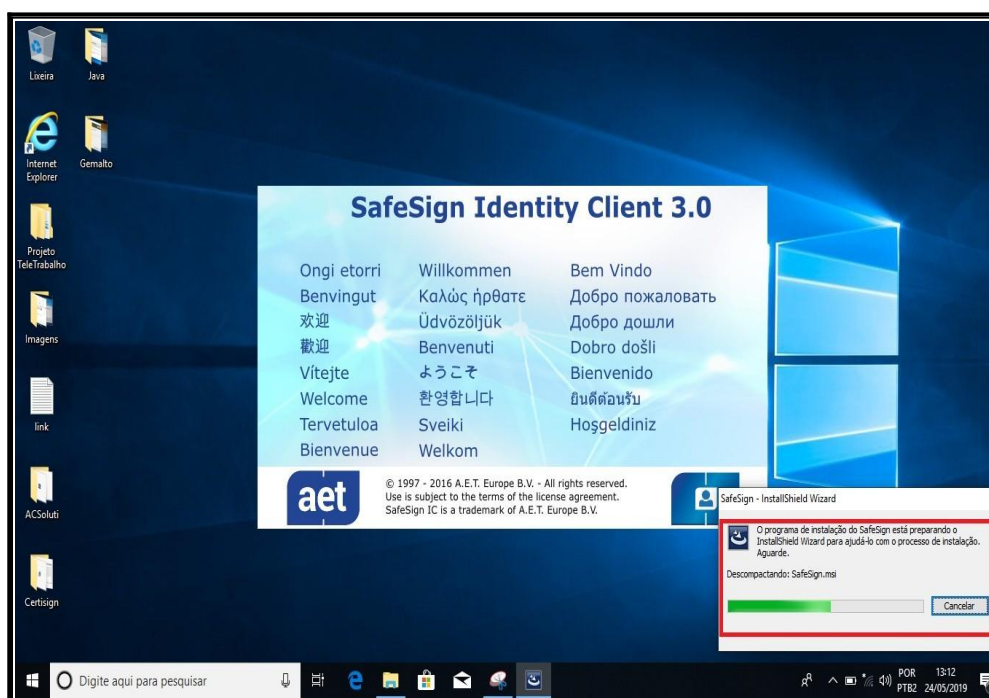 Lixeira
Java
Internet
Explorer
Gemalto
Projeto
TeleTrabalho
Imagens
link
ACSoluti
Certisign
SafeSign Identity Client 3.0
Ongi etorri
Benvingut
欢迎
歡迎
Vítejte
Welcome
Tervetuloa
Bienvenue
Willkommen
Καλώς ήρθατε
Üdvözöljük
Benvenuti
ようこそ
환영합니다
Sveiki
Welkom
Bem Vindo
Добро пожаловать
Добро дошли
Dobro došli
Bienvenido
ยินดีต้อนรับ
Hoşgeldiniz
aet
© 1997 - 2016 A.E.T. Europe B.V. - All rights reserved.
Use is subject to the terms of the license agreement.
SafeSign IC is a trademark of A.E.T. Europe B.V.
SafeSign - InstallShield Wizard
O programa de instalação do SafeSign está preparando o
InstallShield Wizard para ajudá-lo com o processo de instalação.
Aguarde.
Descompactando: SafeSign.msi
Cancelar
Digite aqui para pesquisar
POR
PTB2
13:12
24/05/2019